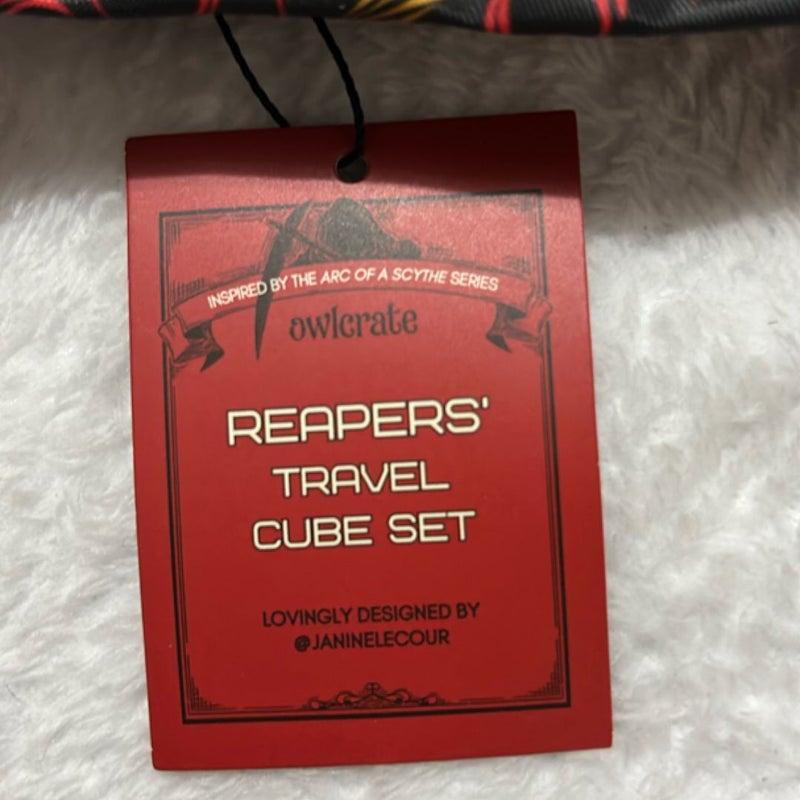 INSPIRED BY THE ARC OF A SCYTHE SERIES
owlcrate
REAPERS'
TRAVEL
CUBE SET
LOVINGLY DESIGNED BY
@JANINELECOUR